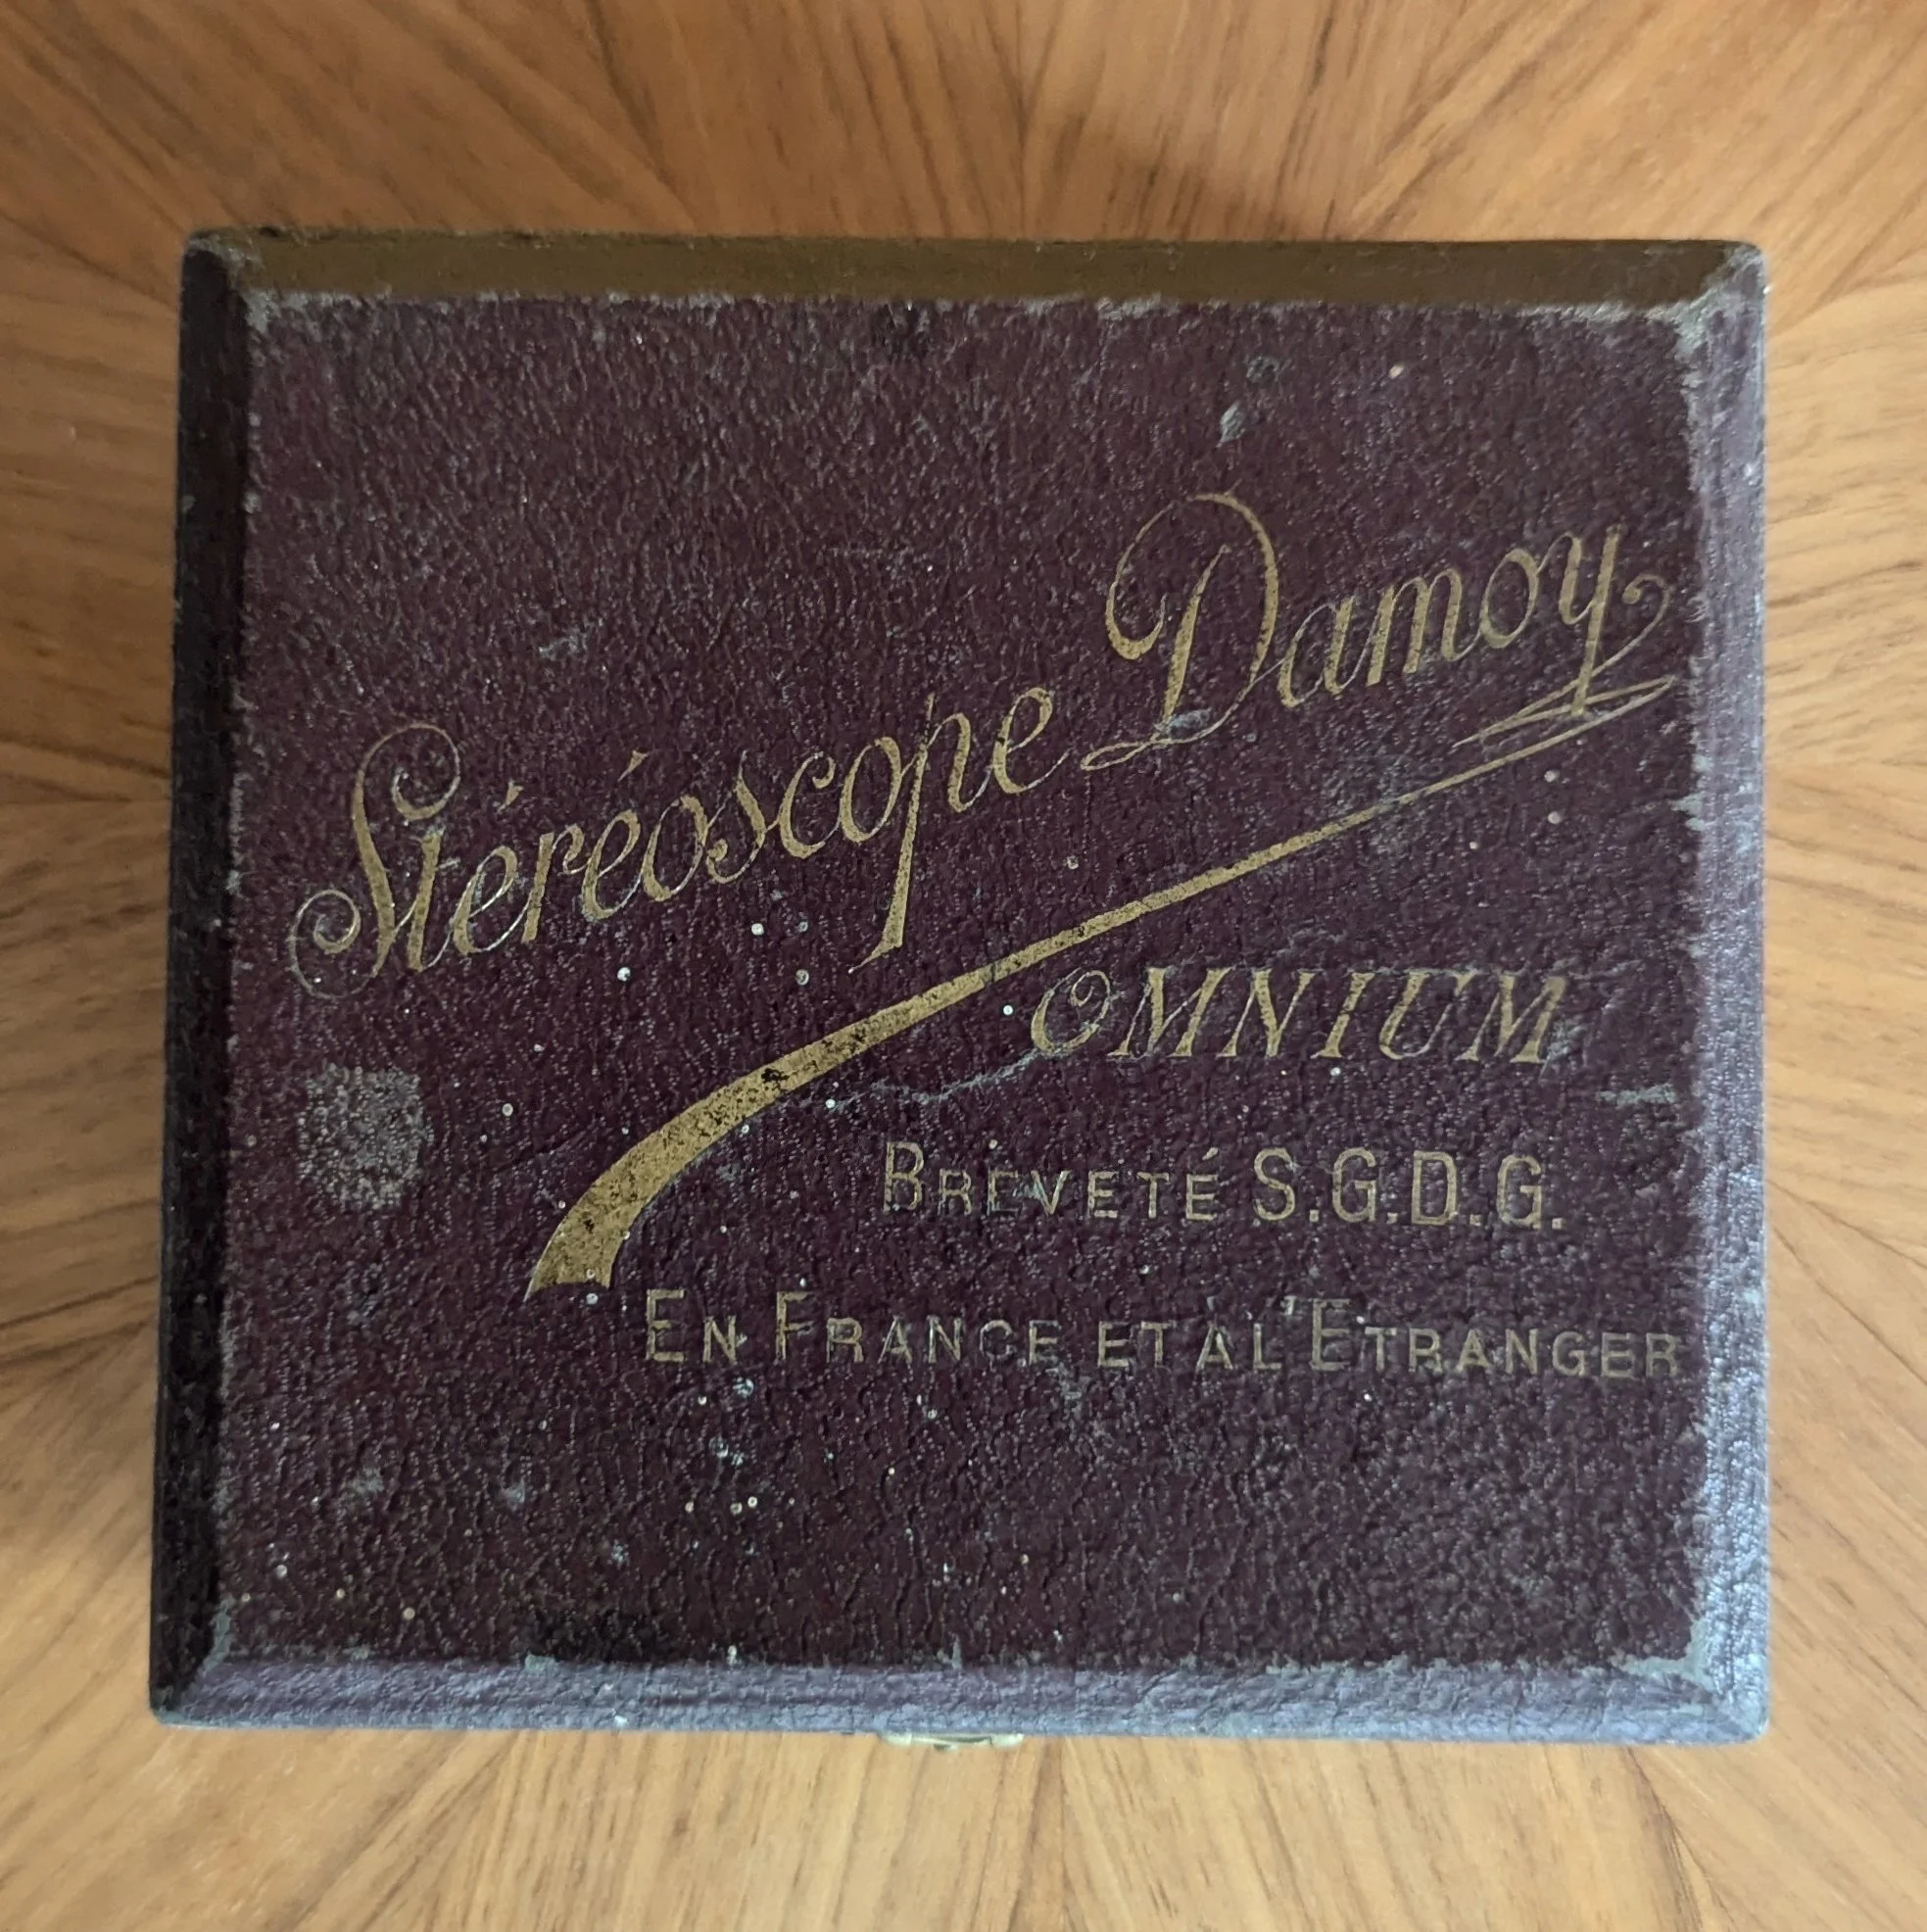 Stéréoscope Damoy
OMNIUM
BREVETÉ S.G.D.G.
EN FRANCE ET A L'ETRANGER